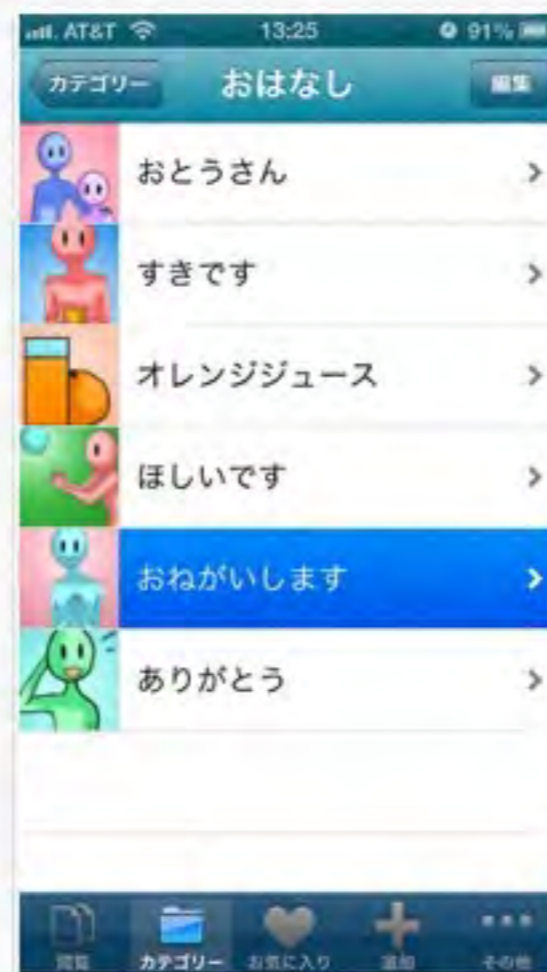 AT&T 13:25 91%
カテゴリー おはなし 編集
おとうさん
すきです
オレンジジュース
ほしいです
おねがいします
ありがとう
閲覧 カテゴリー お気に入り 追加 その他